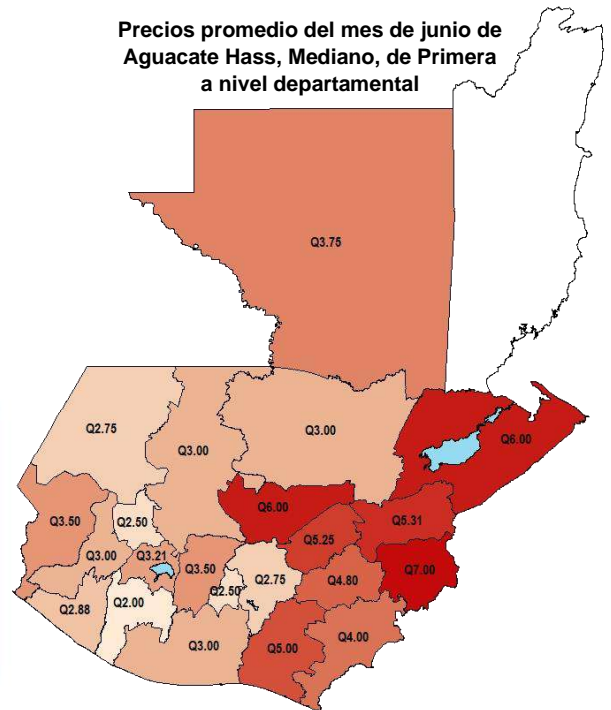 Precios promedio del mes de junio de
Aguacate Hass, Mediano, de Primera
a nivel departamental
Q3.75
Q2.75
Q3.00
Q3.00
Q6.00
Q3.50
Q2.50
Q6.00
Q5.31
Q3.00
Q3.21
Q3.50
Q5.25
Q2.75
Q4.80
Q7.00
Q2.88
Q2.00
Q2.50
Q3.00
Q5.00
Q4.00